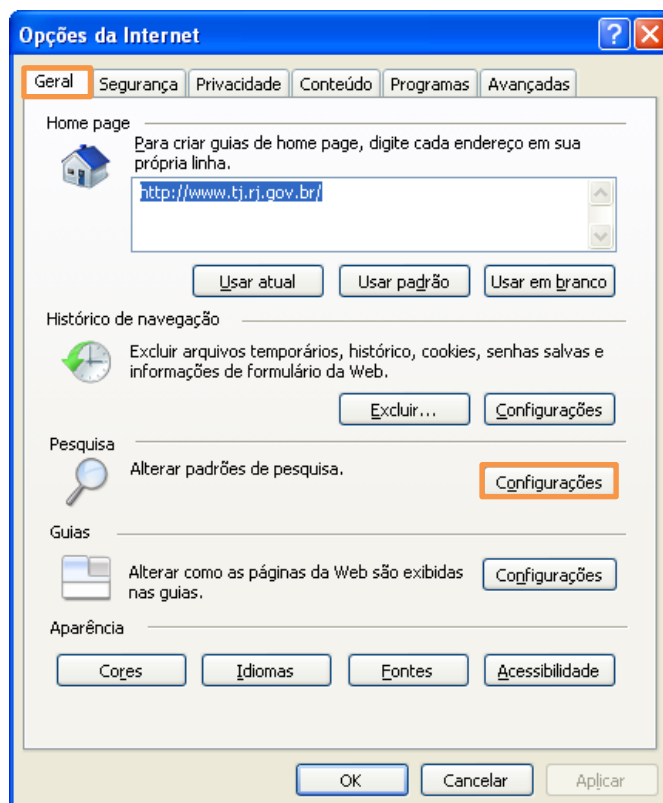 Opções da Internet
Geral Segurança Privacidade Conteúdo Programas Avançadas
Home page
Para criar guias de home page, digite cada endereço em sua
própria linha.
http://www.tj.rj.gov.br/
Usar atual Usar padrão Usar em branco
Histórico de navegação
Excluir arquivos temporários, histórico, cookies, senhas salvas e
informações de formulário da Web.
Excluir... Configurações
Pesquisa
Alterar padrões de pesquisa.
Configurações
Guias
Alterar como as páginas da Web são exibidas
nas guias.
Configurações
Aparência
Cores Idiomas Fontes Acessibilidade
OK Cancelar Aplicar